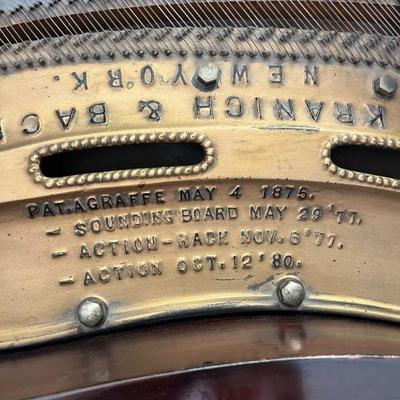 KRANICH & BAC
NEW YORK.
PAT. AGRAFFE MAY 4 1875.
- SOUNDING BOARD MAY 29'77.
- ACTION-RACK NOV. 6'77.
- ACTION OCT. 12'80.